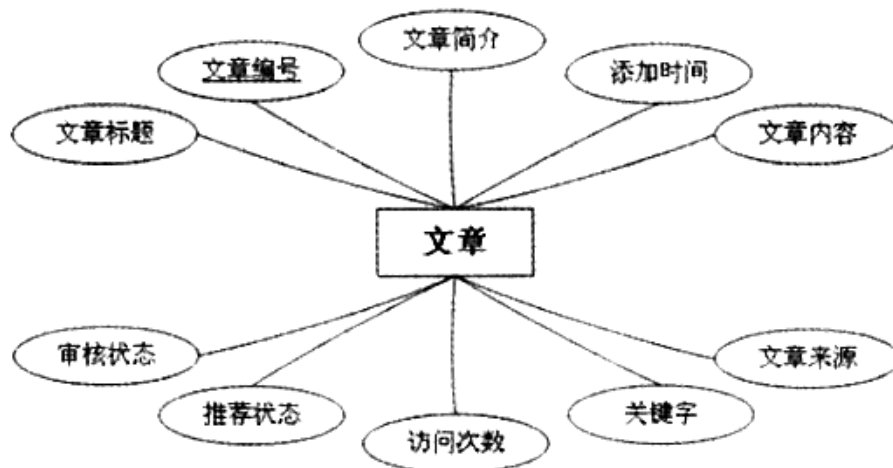 文章简介
文章编号
添加时间
文章标题
文章内容
文章
审核状态
文章来源
推荐状态
关键字
访问次数